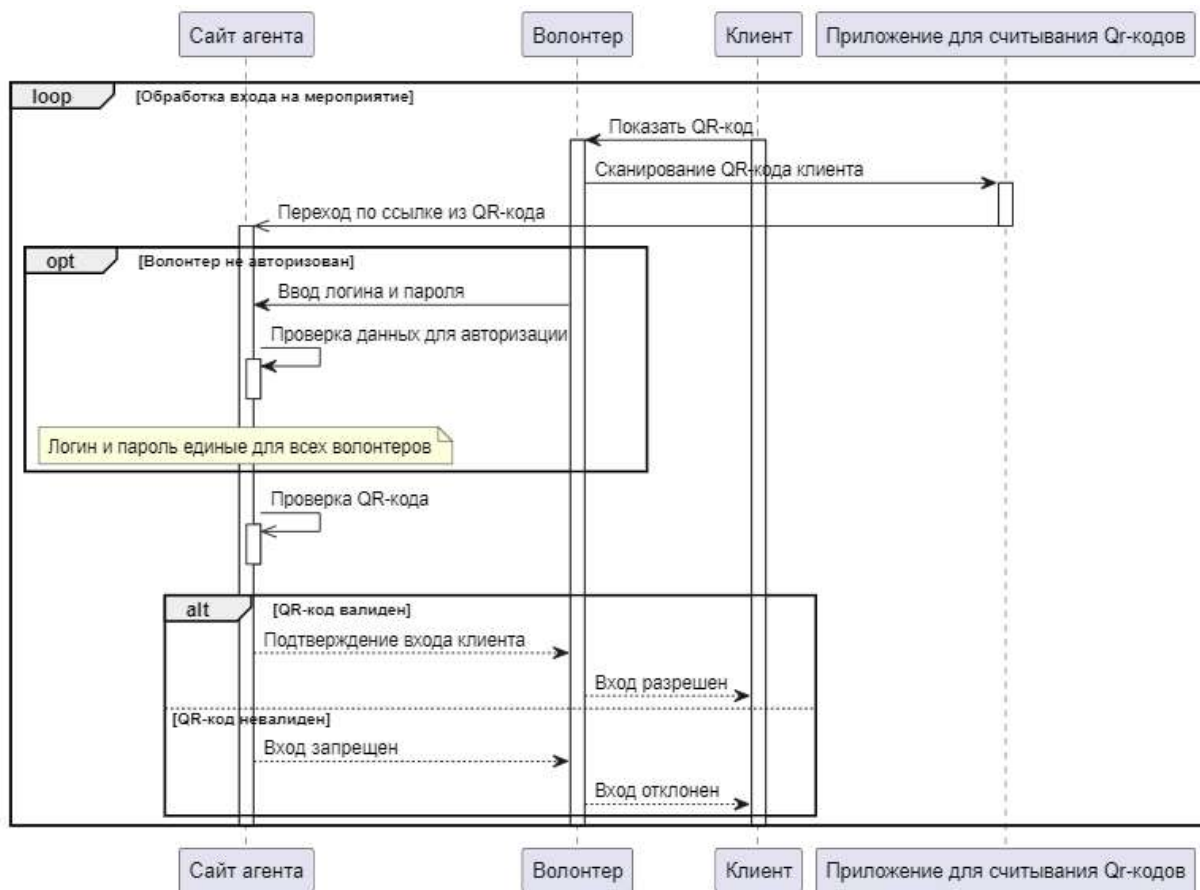 Сайт агента
Волонтер
Клиент
Приложение для считывания Qr-кодов
loop
[Обработка входа на мероприятие]
Показать QR-код
Сканирование QR-кода клиента
Переход по ссылке из QR-кода
opt
[Волонтер не авторизован]
Ввод логина и пароля
Проверка данных для авторизации
Логин и пароль единые для всех волонтеров
Проверка QR-кода
alt
[QR-код валиден]
Подтверждение входа клиента
Вход разрешен
[QR-код невалиден]
Вход запрещен
Вход отклонен
Сайт агента
Волонтер
Клиент
Приложение для считывания Qr-кодов